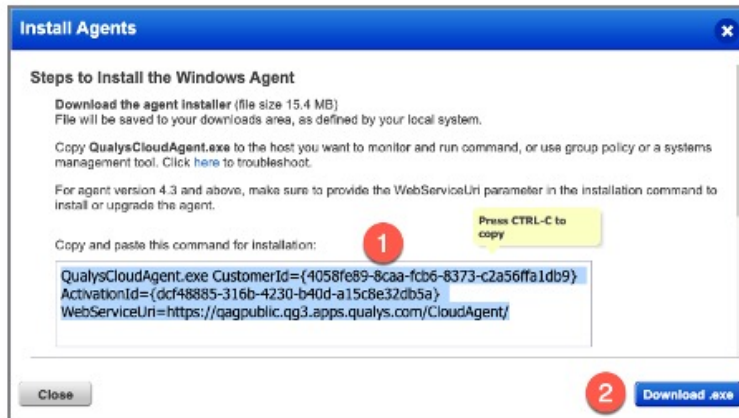 Install Agents
Steps to Install the Windows Agent
Download the agent installer (file size 15.4 MB)
File will be saved to your downloads area, as defined by your local system.
Copy QualysCloudAgent.exe to the host you want to monitor and run command, or use group policy or a systems
management tool. Click here to troubleshoot.
For agent version 4.3 and above, make sure to provide the WebServiceUri parameter in the installation command to
install or upgrade the agent.
Press CTRL-C to
copy
Copy and paste this command for installation:
1
QualysCloudAgent.exe CustomerId={4058fe89-8caa-fcb6-8373-c2a56ffa1db9}
ActivationId={dcf48885-316b-4230-b40d-a15c8e32db5a}
WebServiceUri=https://qagpublic.qg3.apps.qualys.com/CloudAgent/
Close
2
Download .exe